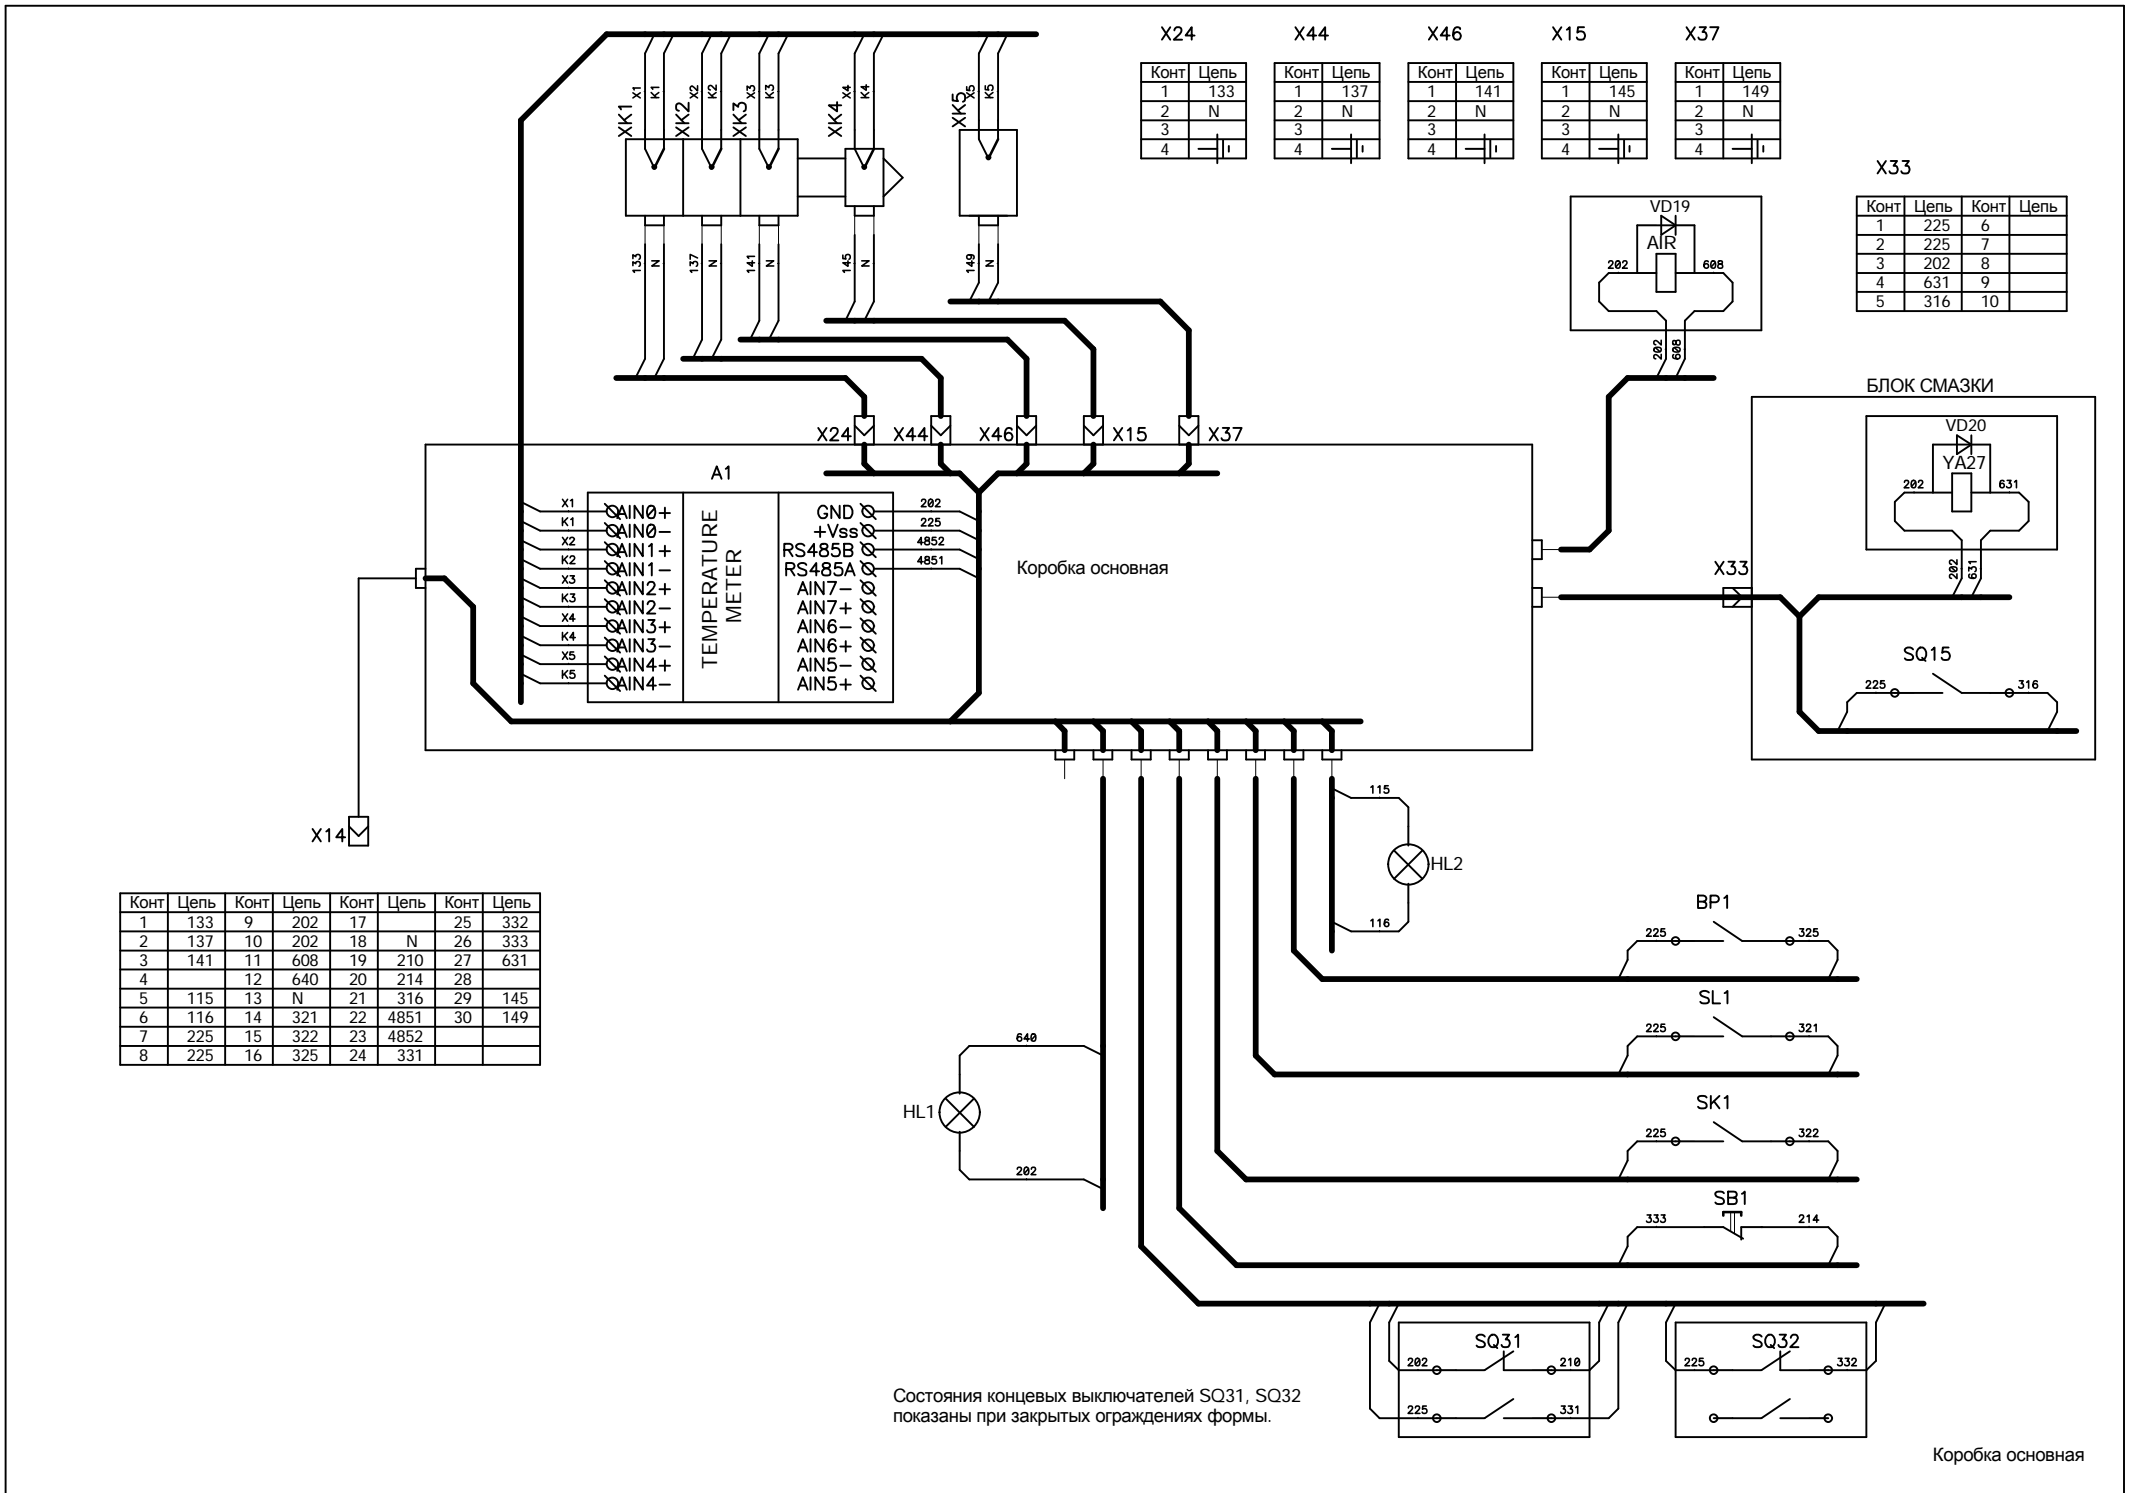 X24 X44 X46 X15 X37
Конт Цепь Конт Цепь Конт Цепь Конт Цепь Конт Цепь
1 133 1 137 1 141 1 145 1 149
2 N 2 N 2 N 2 N 2 N
3 3 3 3 3
4 4 4 4 4
X1 K1 X2 K2 X3 K3 X4 K4 X5 K5
XK1 XK2 XK3 XK4 XK5
133 N 137 N 141 N 145 N 149 N
X33
Конт Цепь Конт Цепь
1 225 6
2 225 7
3 202 8
4 631 9
5 316 10
VD19
AIR
202 608
202 608
БЛОК СМАЗКИ
VD20
YA27
202 631
202 631
X33
SQ15
225 316
X24 X44 X46 X15 X37
A1
TEMPERATURE
METER
X1 AIN0+ GND 202
K1 AIN0- +Vss 225
X2 AIN1+ RS485B 4852
K2 AIN1- RS485A 4851
X3 AIN2+ AIN7-
K3 AIN2- AIN7+
X4 AIN3+ AIN6-
K4 AIN3- AIN6+
X5 AIN4+ AIN5-
K5 AIN4- AIN5+
Коробка основная
X14
Конт Цепь Конт Цепь Конт Цепь Конт Цепь
1 133 9 202 17 25 332
2 137 10 202 18 N 26 333
3 141 11 608 19 210 27 631
4 12 640 20 214 28
5 115 13 N 21 316 29 145
6 116 14 321 22 4851 30 149
7 225 15 322 23 4852
8 225 16 325 24 331
115
HL2
116
640
HL1
202
BP1
225 325
SL1
225 321
SK1
225 322
SB1
333 214
SQ31
202 210
225 331
SQ32
225 332
Состояния концевых выключателей SQ31, SQ32
показаны при закрытых ограждениях формы.
Коробка основная